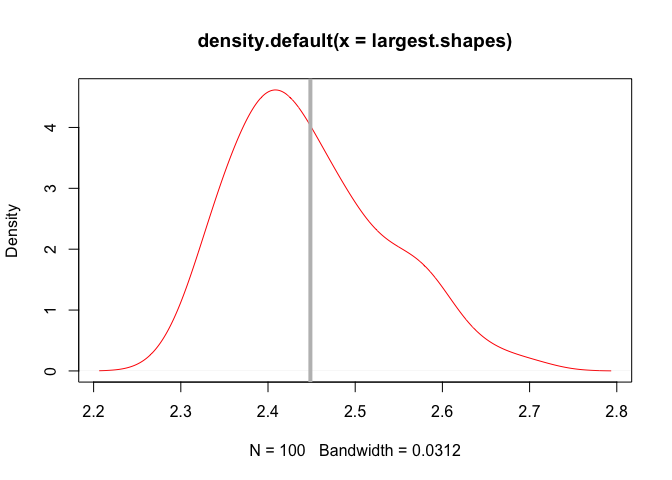 density.default(x = largest.shapes)
Density
0
1
2
3
4
2.2 2.3 2.4 2.5 2.6 2.7 2.8
N = 100   Bandwidth = 0.0312